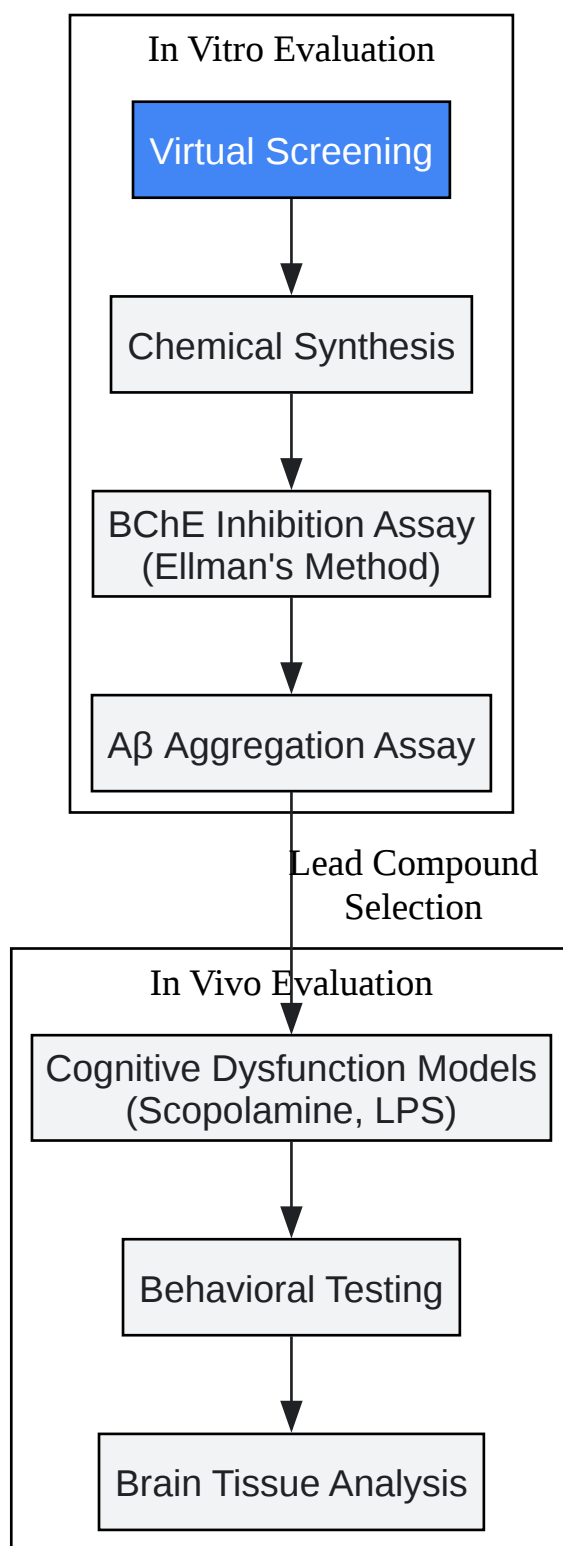 In Vitro Evaluation
Virtual Screening
Chemical Synthesis
BChE Inhibition Assay
(Ellman's Method)
Aβ Aggregation Assay
Lead Compound
Selection
In Vivo Evaluation
Cognitive Dysfunction Models
(Scopolamine, LPS)
Behavioral Testing
Brain Tissue Analysis